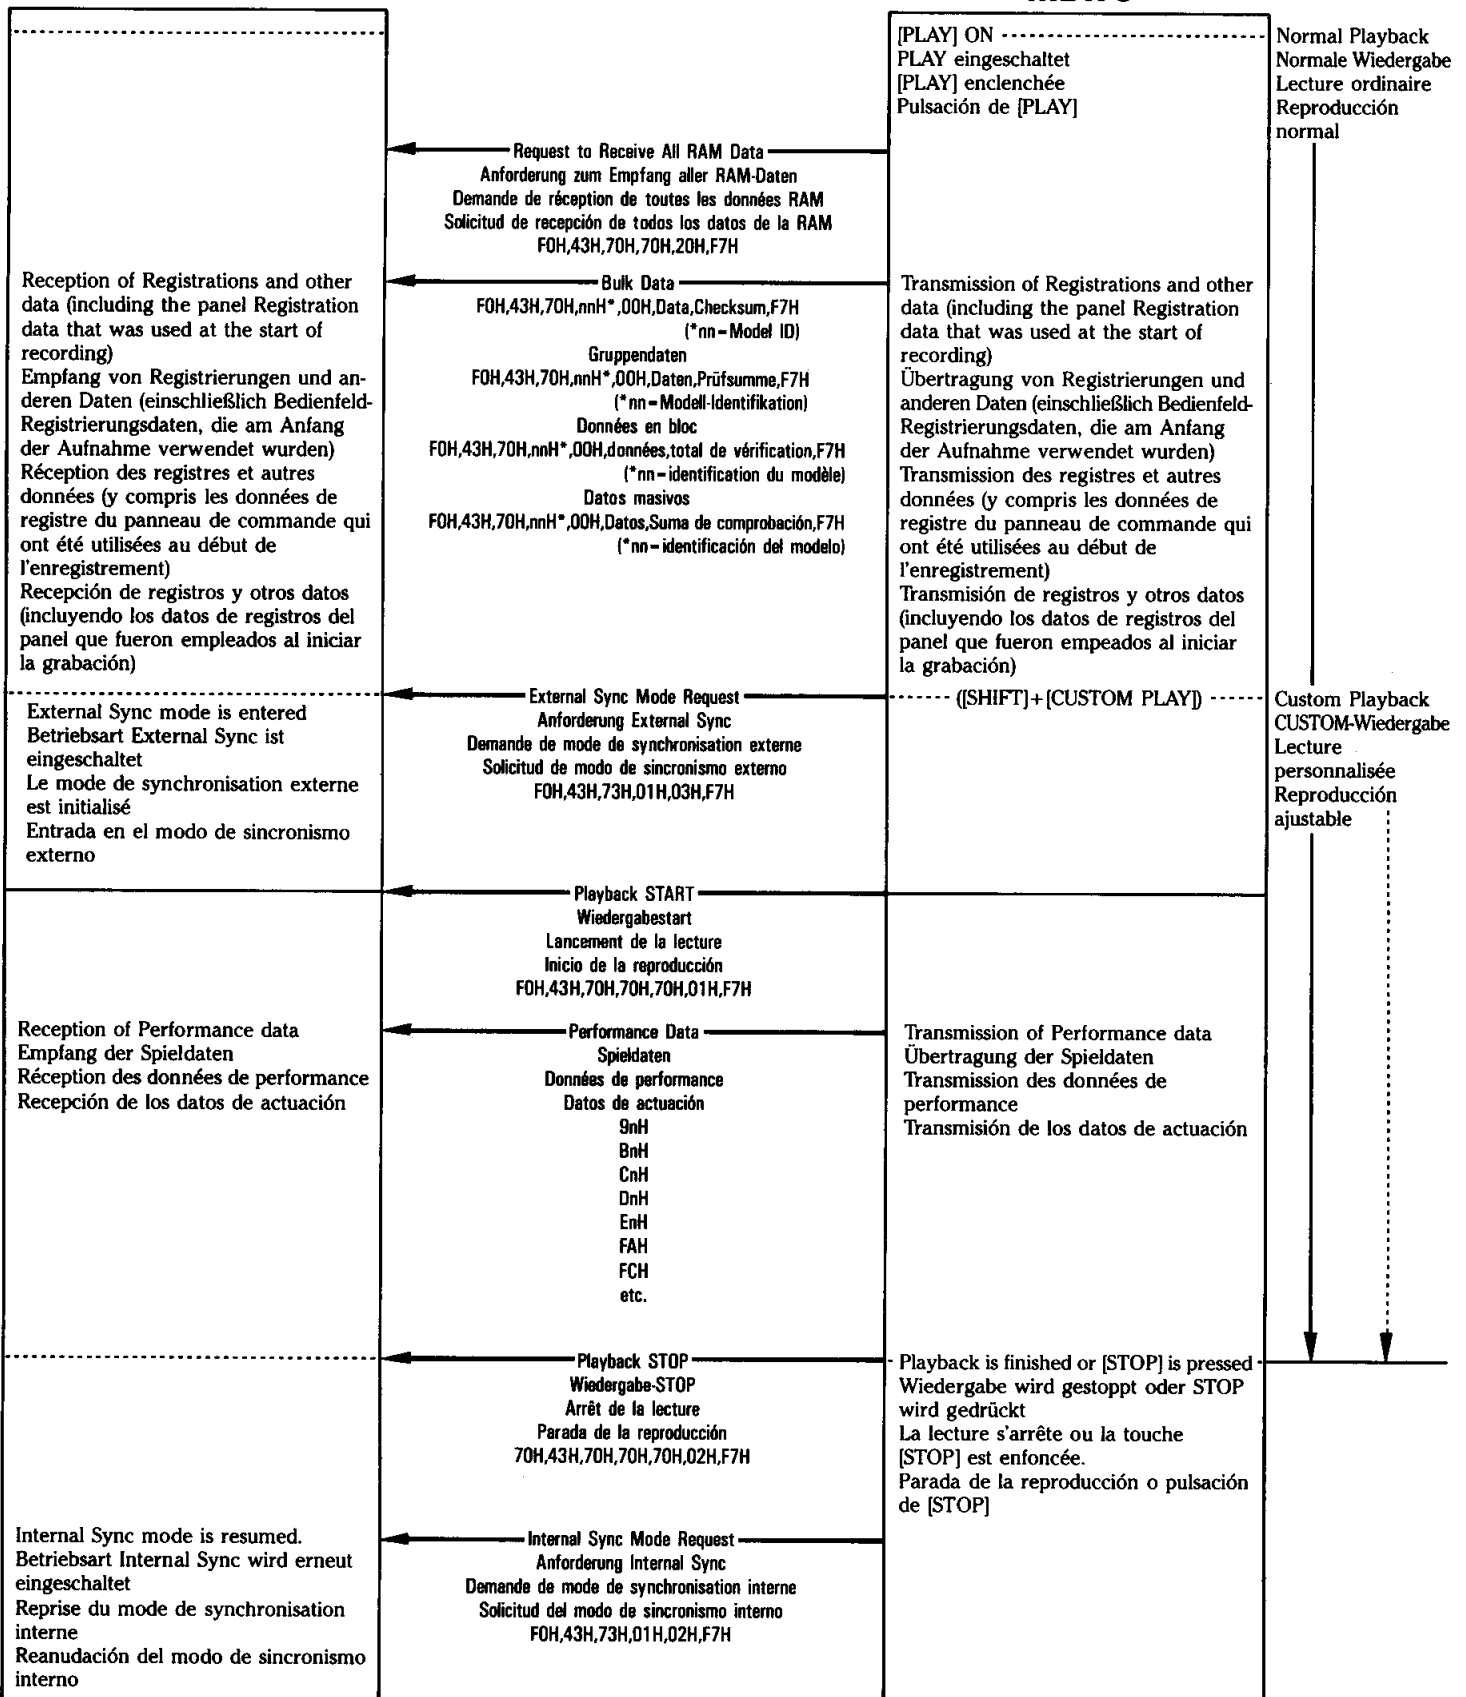 [PLAY] ON
PLAY eingeschaltet
[PLAY] enclenchée
Pulsación de [PLAY]
Normal Playback
Normale Wiedergabe
Lecture ordinaire
Reproducción
normal
Request to Receive All RAM Data
Anforderung zum Empfang aller RAM-Daten
Demande de réception de toutes les données RAM
Solicitud de recepción de todos los datos de la RAM
F0H,43H,70H,70H,20H,F7H
Reception of Registrations and other
data (including the panel Registration
data that was used at the start of
recording)
Empfang von Registrierungen und an-
deren Daten (einschließlich Bedienfeld-
Registrierungsdaten, die am Anfang
der Aufnahme verwendet wurden)
Réception des registres et autres
données (y compris les données de
registre du panneau de commande qui
ont été utilisées au début de
l'enregistrement)
Recepción de registros y otros datos
(incluyendo los datos de registros del
panel que fueron empleados al iniciar
la grabación)
Bulk Data
F0H,43H,70H,nnH*,00H,Data,Checksum,F7H
(*nn=Model ID)
Gruppendaten
F0H,43H,70H,nnH*,00H,Daten,Prüfsumme,F7H
(*nn=Modell-Identifikation)
Données en bloc
F0H,43H,70H,nnH*,00H,données,total de vérification,F7H
(*nn=identification du modèle)
Datos masivos
F0H,43H,70H,nnH*,00H,Datos,Suma de comprobación,F7H
(*nn=identificación del modelo)
Transmission of Registrations and other
data (including the panel Registration
data that was used at the start of
recording)
Übertragung von Registrierungen und
anderen Daten (einschließlich Bedienfeld-
Registrierungsdaten, die am Anfang
der Aufnahme verwendet wurden)
Transmission des registres et autres
données (y compris les données de
registre du panneau de commande qui
ont été utilisées au début de
l'enregistrement)
Transmisión de registros y otros datos
(incluyendo los datos de registros del
panel que fueron empeados al iniciar
la grabación)
External Sync mode is entered
Betriebsart External Sync ist
eingeschaltet
Le mode de synchronisation externe
est initialisé
Entrada en el modo de sincronismo
externo
External Sync Mode Request
Anforderung External Sync
Demande de mode de synchronisation externe
Solicitud de modo de sincronismo externo
F0H,43H,73H,01H,03H,F7H
([SHIFT]+[CUSTOM PLAY])
Custom Playback
CUSTOM-Wiedergabe
Lecture
personnalisée
Reproducción
ajustable
Playback START
Wiedergabestart
Lancement de la lecture
Inicio de la reproducción
F0H,43H,70H,70H,70H,01H,F7H
Reception of Performance data
Empfang der Spieldaten
Réception des données de performance
Recepción de los datos de actuación
Performance Data
Spieldaten
Données de performance
Datos de actuación
9nH
BnH
CnH
DnH
EnH
FAH
FCH
etc.
Transmission of Performance data
Übertragung der Spieldaten
Transmission des données de
performance
Transmisión de los datos de actuación
Playback STOP
Wiedergabe-STOP
Arrêt de la lecture
Parada de la reproducción
70H,43H,70H,70H,70H,02H,F7H
Playback is finished or [STOP] is pressed
Wiedergabe wird gestoppt oder STOP
wird gedrückt
La lecture s'arrête ou la touche
[STOP] est enfoncée.
Parada de la reproducción o pulsación
de [STOP]
Internal Sync mode is resumed.
Betriebsart Internal Sync wird erneut
eingeschaltet
Reprise du mode de synchronisation
interne
Reanudación del modo de sincronismo
interno
Internal Sync Mode Request
Anforderung Internal Sync
Demande de mode de synchronisation interne
Solicitud del modo de sincronismo interno
F0H,43H,73H,01H,02H,F7H